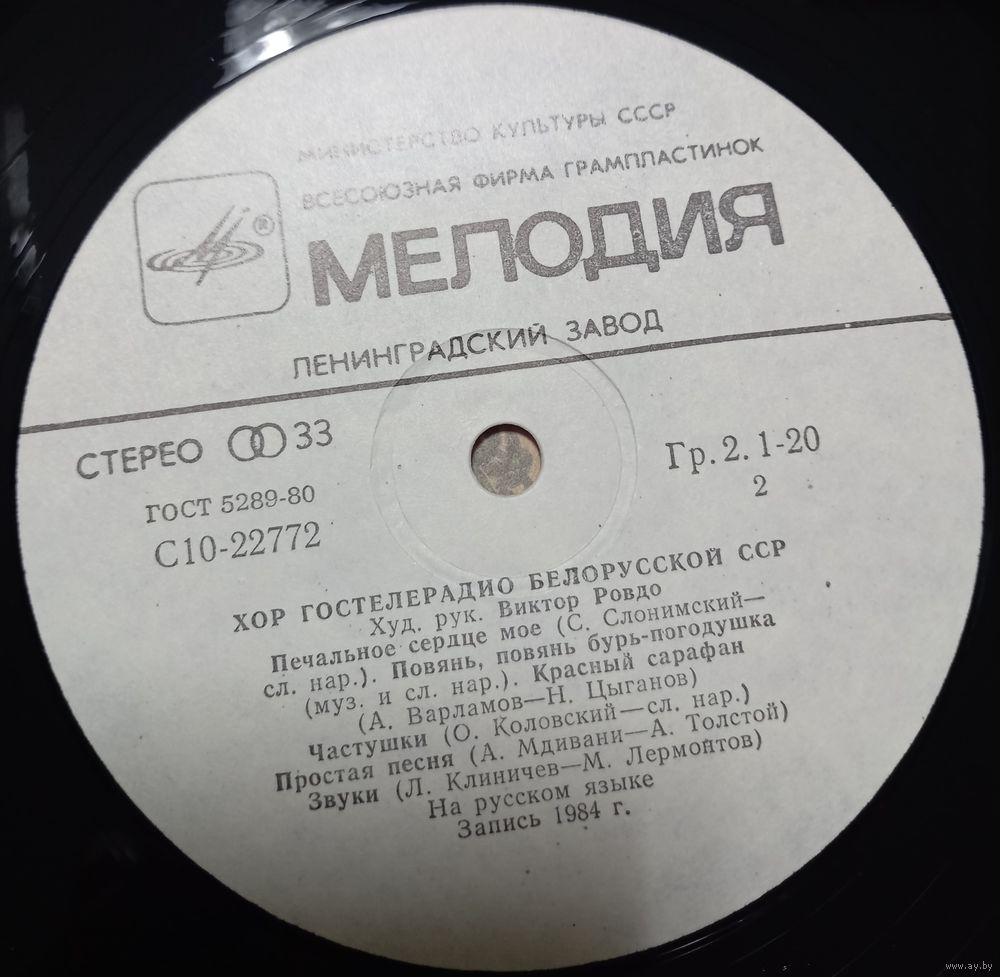 МИНИСТЕРСТВО КУЛЬТУРЫ СССР
ВСЕСОЮЗНАЯ ФИРМА ГРАМПЛАСТИНОК
®
МЕЛОДИЯ
ЛЕНИНГРАДСКИЙ ЗАВОД
СТЕРЕО 33
ГОСТ 5289-80
С10-22772
Гр. 2. 1-20
2
ХОР ГОСТЕЛЕРАДИО БЕЛОРУССКОЙ ССР
Худ. рук. Виктор Ровдо
Печальное сердце мое (С. Слонимский—
сл. нар.). Повянь, повянь бурь-погодушка
(муз. и сл. нар.). Красный сарафан
(А. Варламов—Н. Цыганов)
Частушки (О. Коловский—сл. нар.)
Простая песня (А. Мдивани—А. Толстой)
Звуки (Л. Клиничев—М. Лермонтов)
На русском языке
Запись 1984 г.
www.ay.by